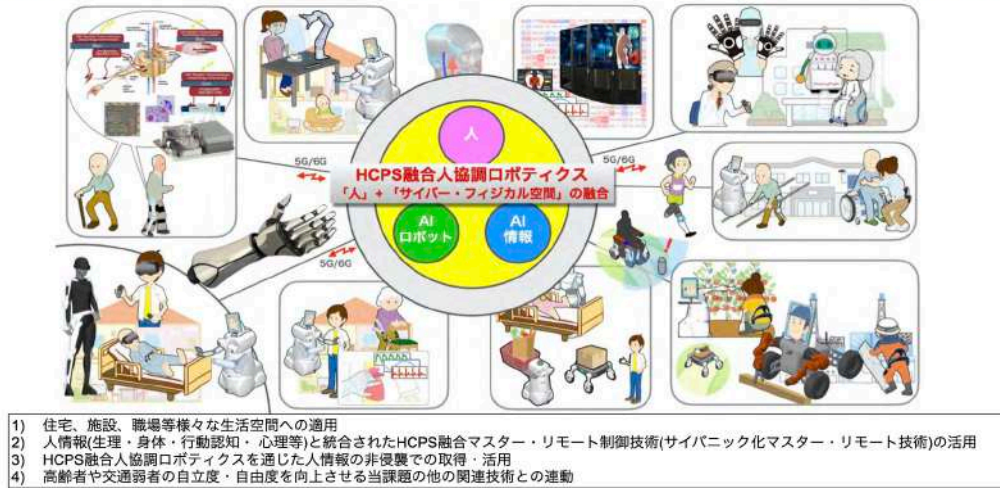 5G/6G
5G/6G
人
HCPS融合人協調ロボティクス
「人」+「サイバー・フィジカル空間」の融合
AI
ロボット
AI
情報
5G/6G
1) 住宅、施設、職場等様々な生活空間への適用
2) 人情報(生理・身体・行動認知・ 心理等)と統合されたHCPS融合マスター・リモート制御技術(サイバニック化マスター・リモート技術)の活用
3) HCPS融合人協調ロボティクスを通じた人情報の非侵襲での取得・活用
4) 高齢者や交通弱者の自立度・自由度を向上させる当課題の他の関連技術との連動